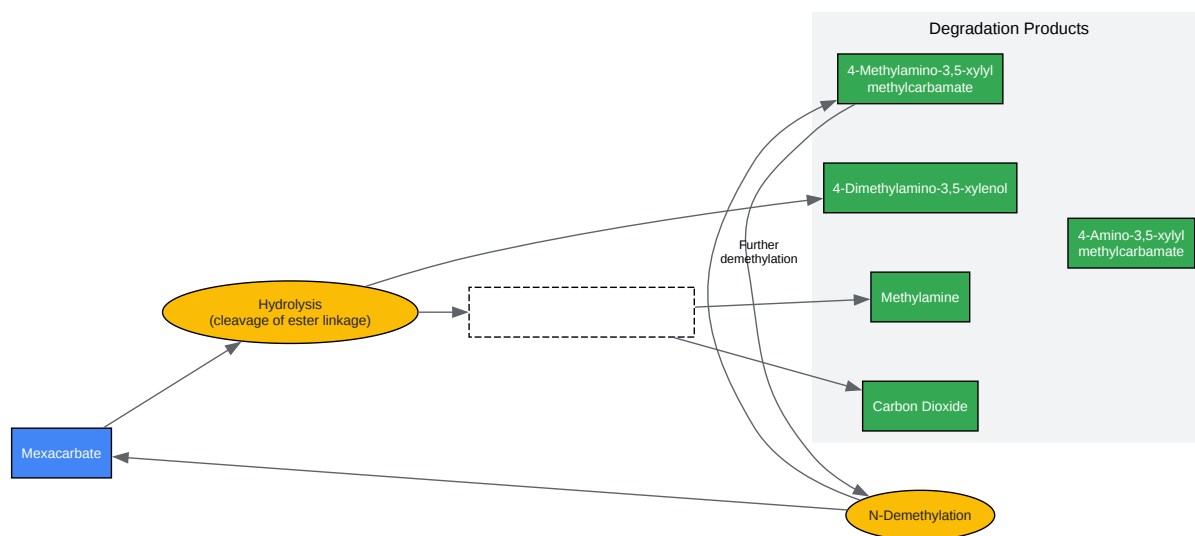 Degradation Products
4-Methylamino-3,5-xylyl
methylcarbamate
4-Dimethylamino-3,5-xylenol
4-Amino-3,5-xylyl
methylcarbamate
Further
demethylation
Methylamine
Hydrolysis
(cleavage of ester linkage)
Carbon Dioxide
Mexacarbate
N-Demethylation